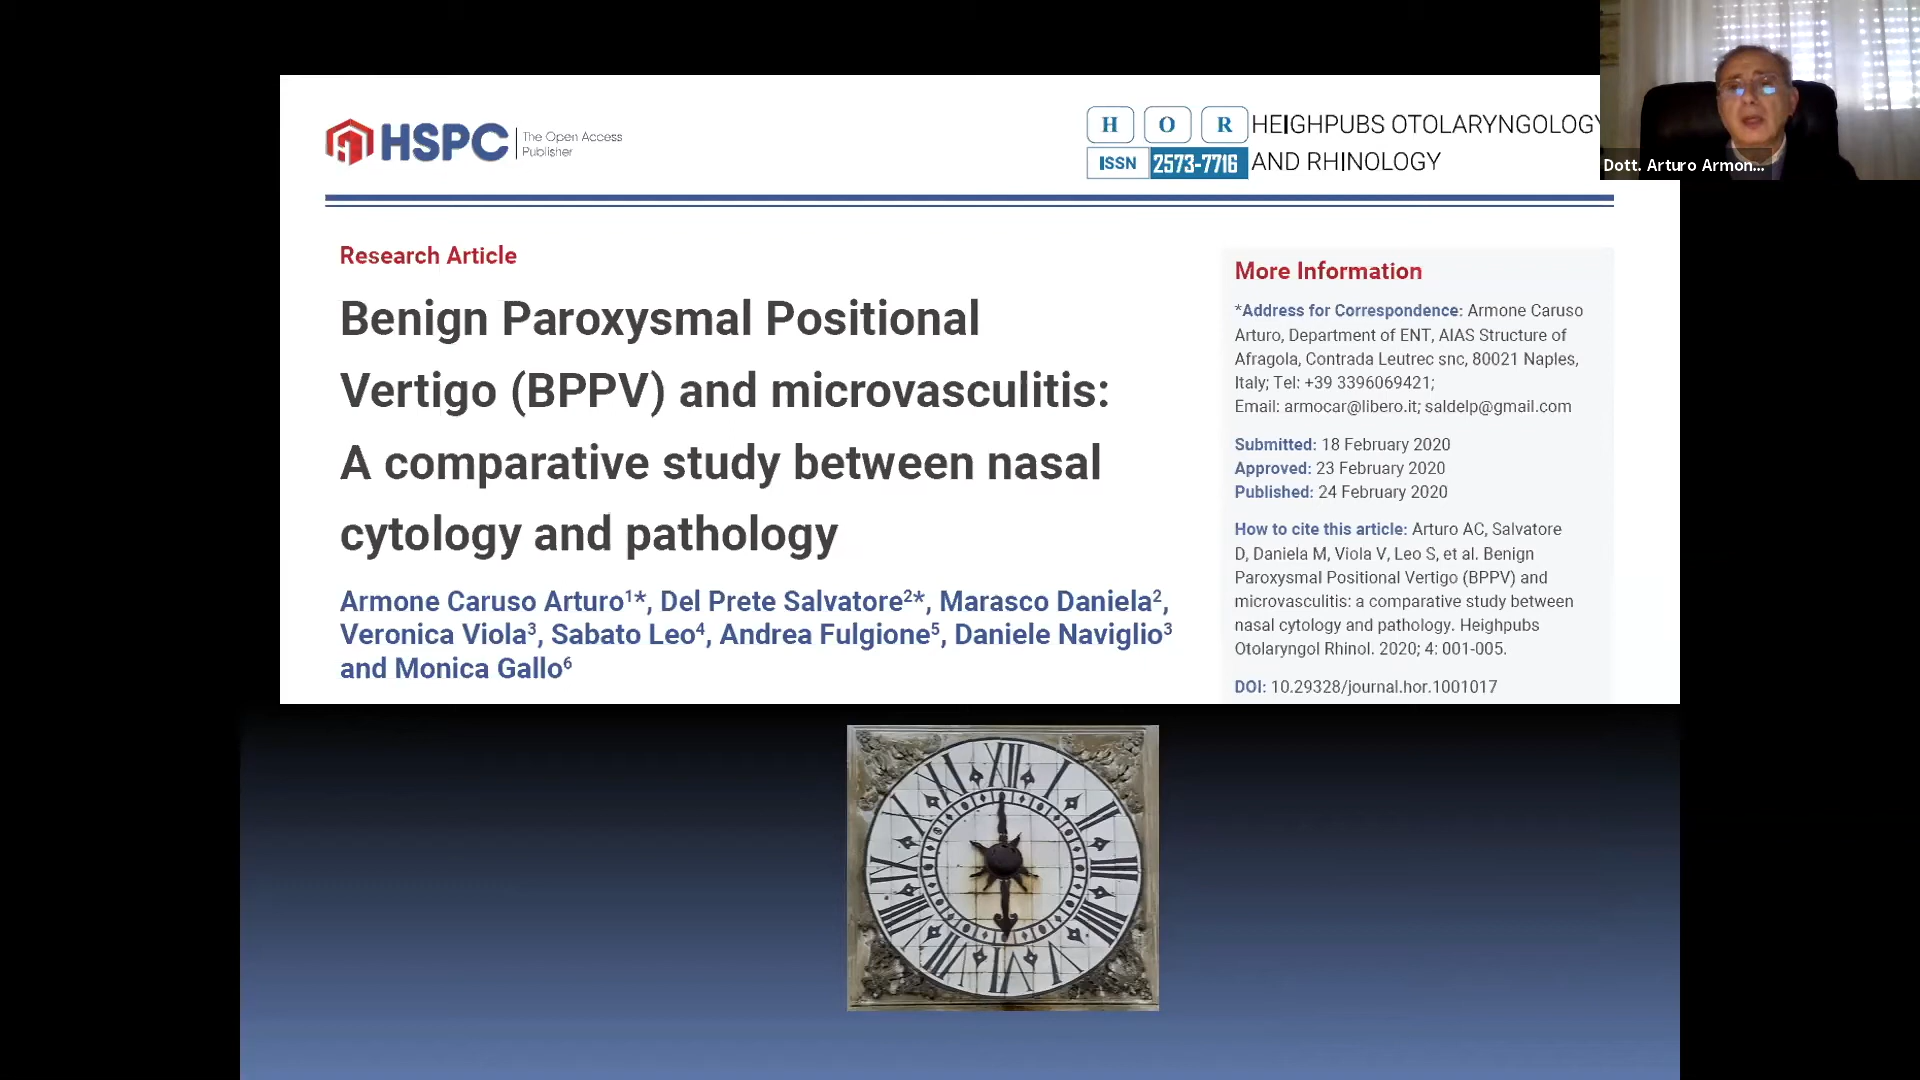 HSPC
The Open Access
Publisher
H O R HEIGHPUBS OTOLARYNGOLOGY
ISSN 2573-7716 AND RHINOLOGY
Dott. Arturo Armon...
Research Article
Benign Paroxysmal Positional
Vertigo (BPPV) and microvasculitis:
A comparative study between nasal
cytology and pathology
Armone Caruso Arturo¹*, Del Prete Salvatore²*, Marasco Daniela²,
Veronica Viola³, Sabato Leo⁴, Andrea Fulgione⁵, Daniele Naviglio³
and Monica Gallo⁶
More Information
*Address for Correspondence: Armone Caruso
Arturo, Department of ENT, AIAS Structure of
Afragola, Contrada Leutrec snc, 80021 Naples,
Italy; Tel: +39 3396069421;
Email: armocar@libero.it; saldelp@gmail.com
Submitted: 18 February 2020
Approved: 23 February 2020
Published: 24 February 2020
How to cite this article: Arturo AC, Salvatore
D, Daniela M, Viola V, Leo S, et al. Benign
Paroxysmal Positional Vertigo (BPPV) and
microvasculitis: a comparative study between
nasal cytology and pathology. Heighpubs
Otolaryngol Rhinol. 2020; 4: 001-005.
DOI: 10.29328/journal.hor.1001017